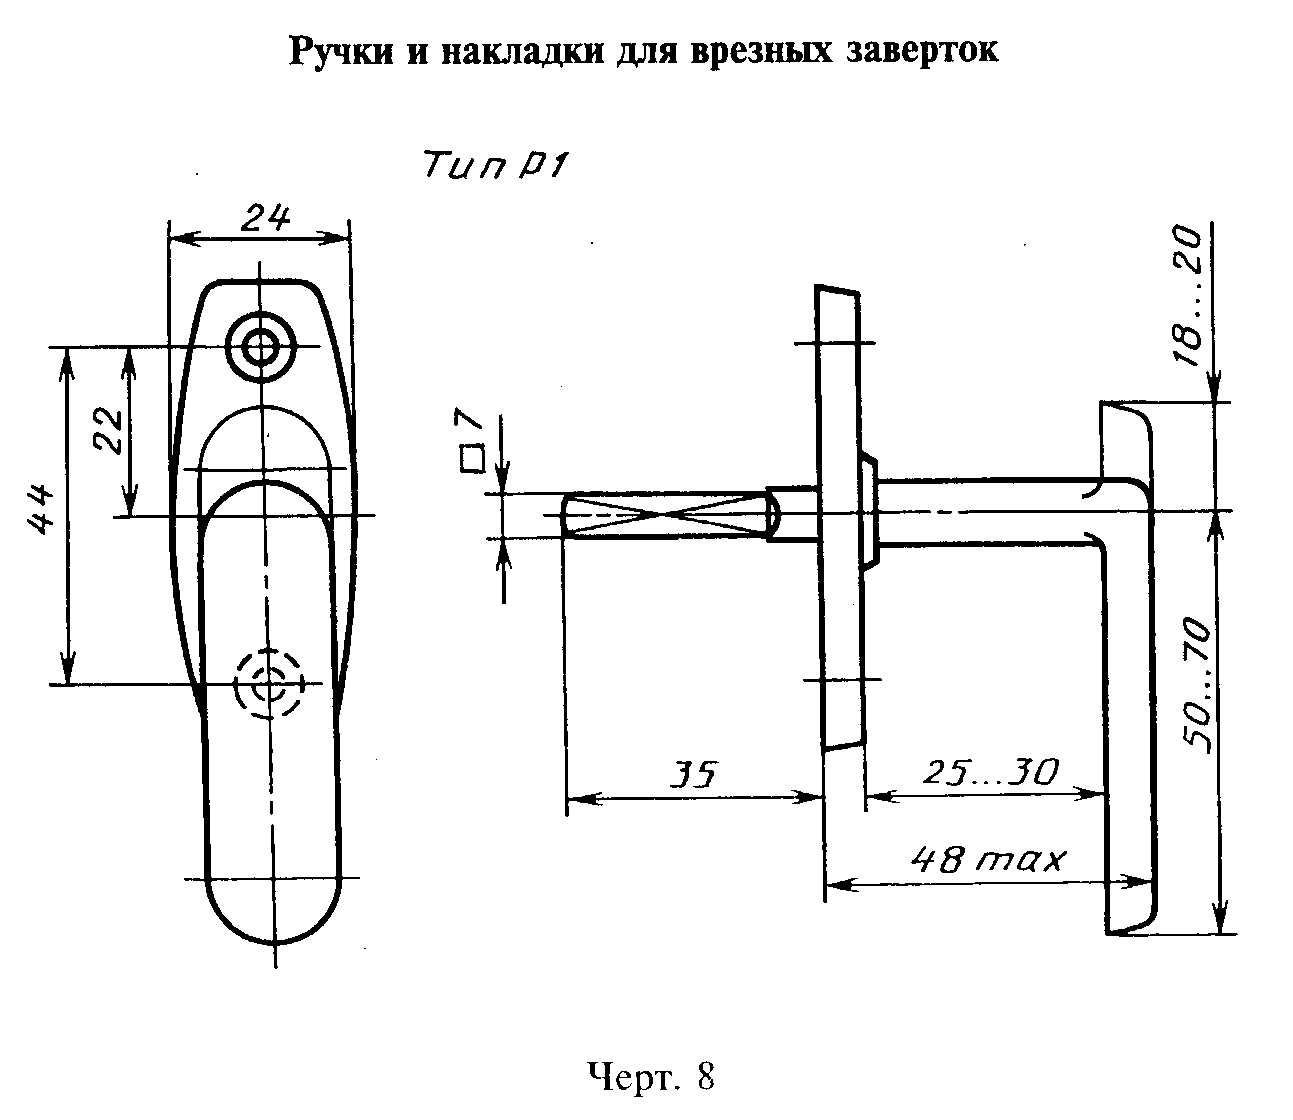 Ручки и накладки для врезных заверток
Тип Р1
24
22
44
□7
18...20
50...70
35
25...30
48 max
Черт. 8